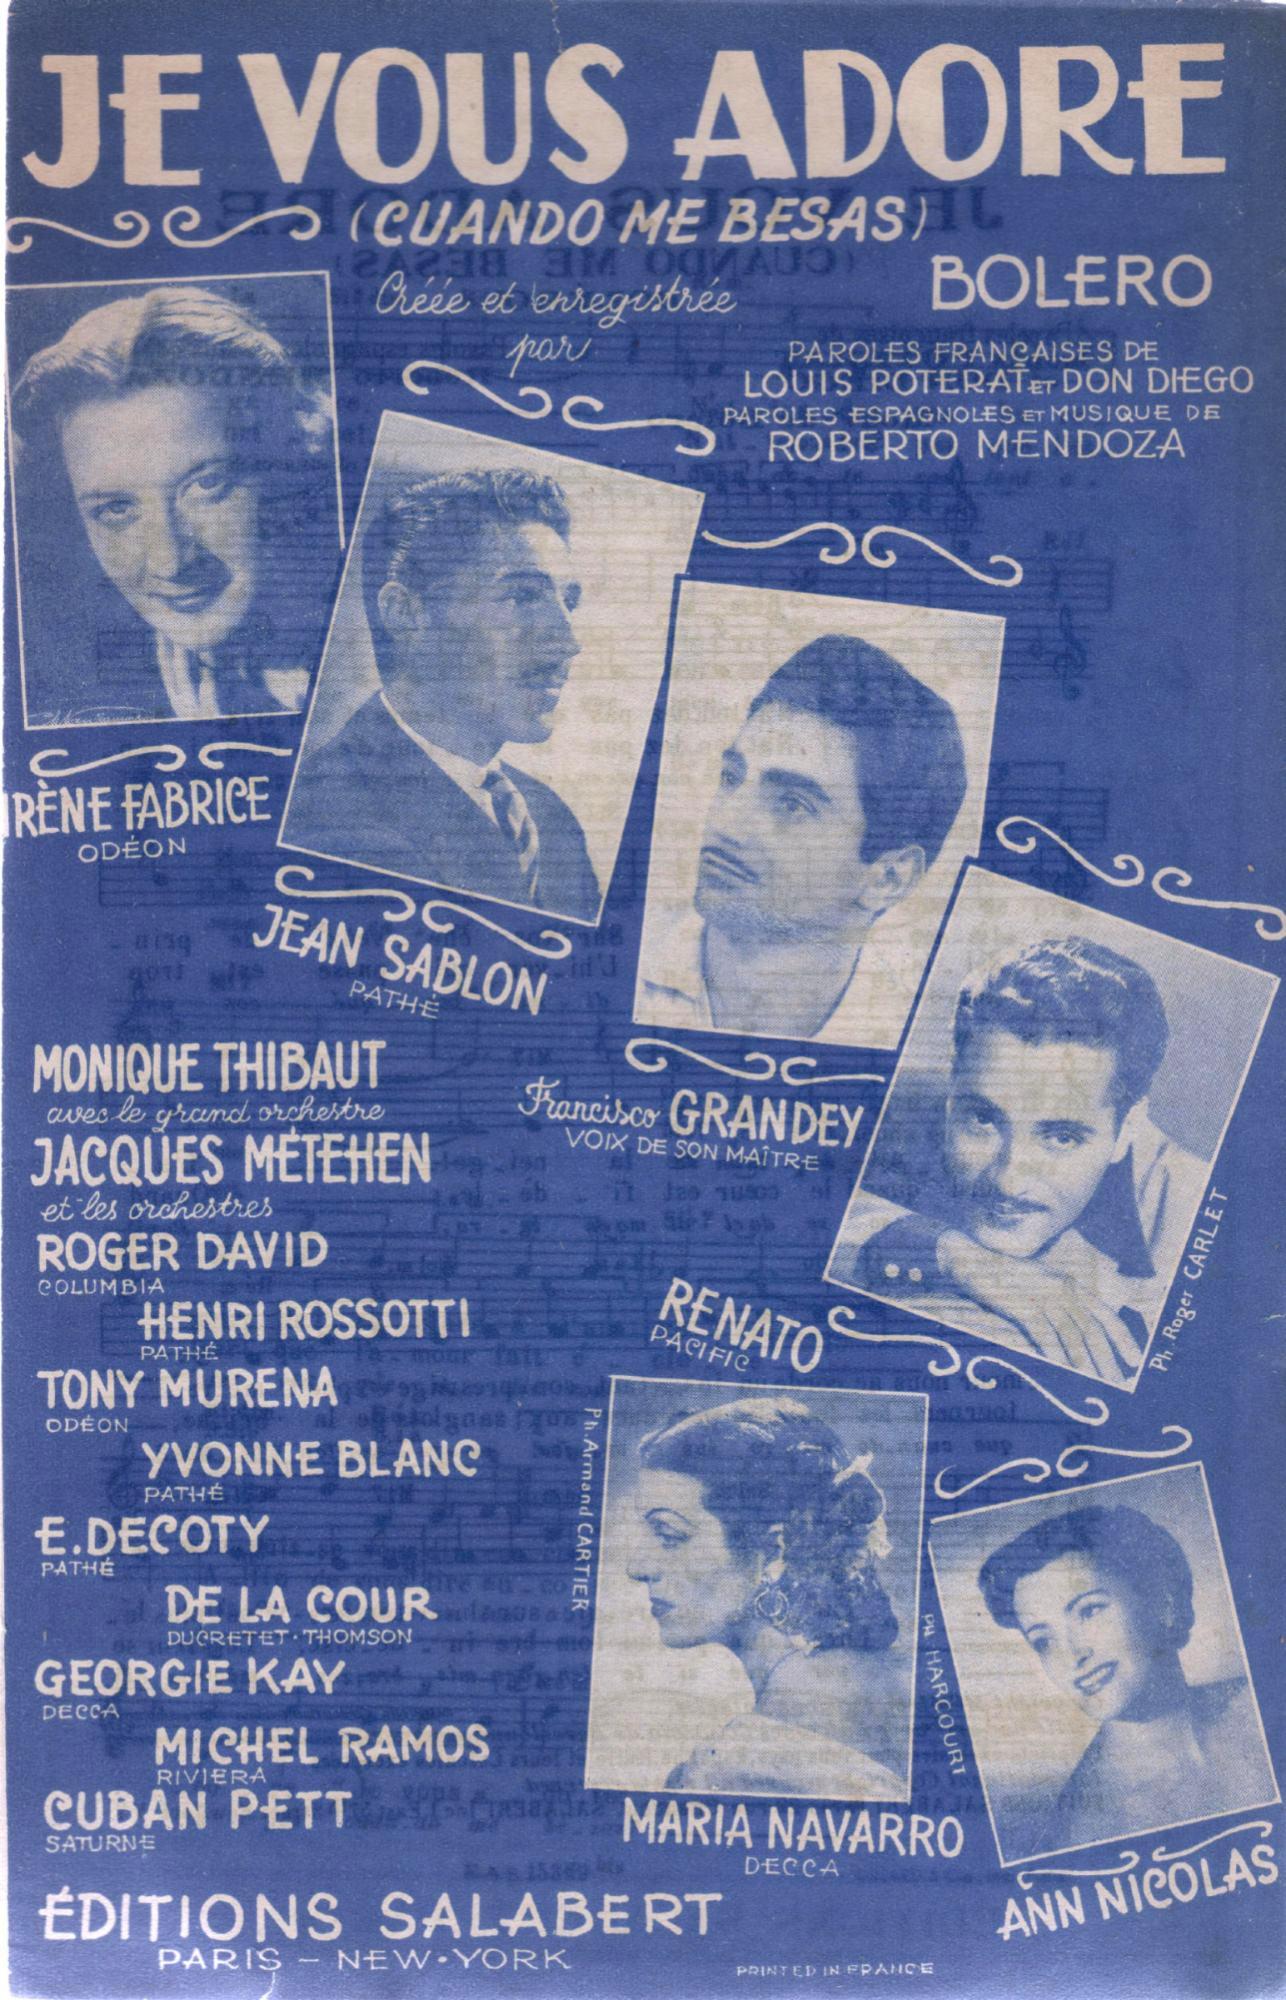 JE VOUS ADORE
(CUANDO ME BESAS)
BOLERO
Créée et enregistrée
par
PAROLES FRANÇAISES DE
LOUIS POTERAT ET DON DIEGO
PAROLES ESPAGNOLES ET MUSIQUE DE
ROBERTO MENDOZA
IRÈNE FABRICE
ODÉON
JEAN SABLON
PATHÉ
Francisco GRANDEY
VOIX DE SON MAÎTRE
RENATO
PACIFIC
Ph. Roger CARLET
MONIQUE THIBAUT
avec le grand orchestre
JACQUES MÉTEHEN
et les orchestres
ROGER DAVID
COLUMBIA
HENRI ROSSOTTI
PATHÉ
TONY MURENA
ODÉON
YVONNE BLANC
PATHÉ
E. DECOTY
PATHÉ
DE LA COUR
DUCRETET-THOMSON
GEORGIE KAY
DECCA
MICHEL RAMOS
RIVIERA
CUBAN PETT
SATURNE
Ph. Armand CARTIER
MARIA NAVARRO
DECCA
PH. HARCOURT
ANN NICOLAS
ÉDITIONS SALABERT
PARIS - NEW-YORK
PRINTED IN FRANCE